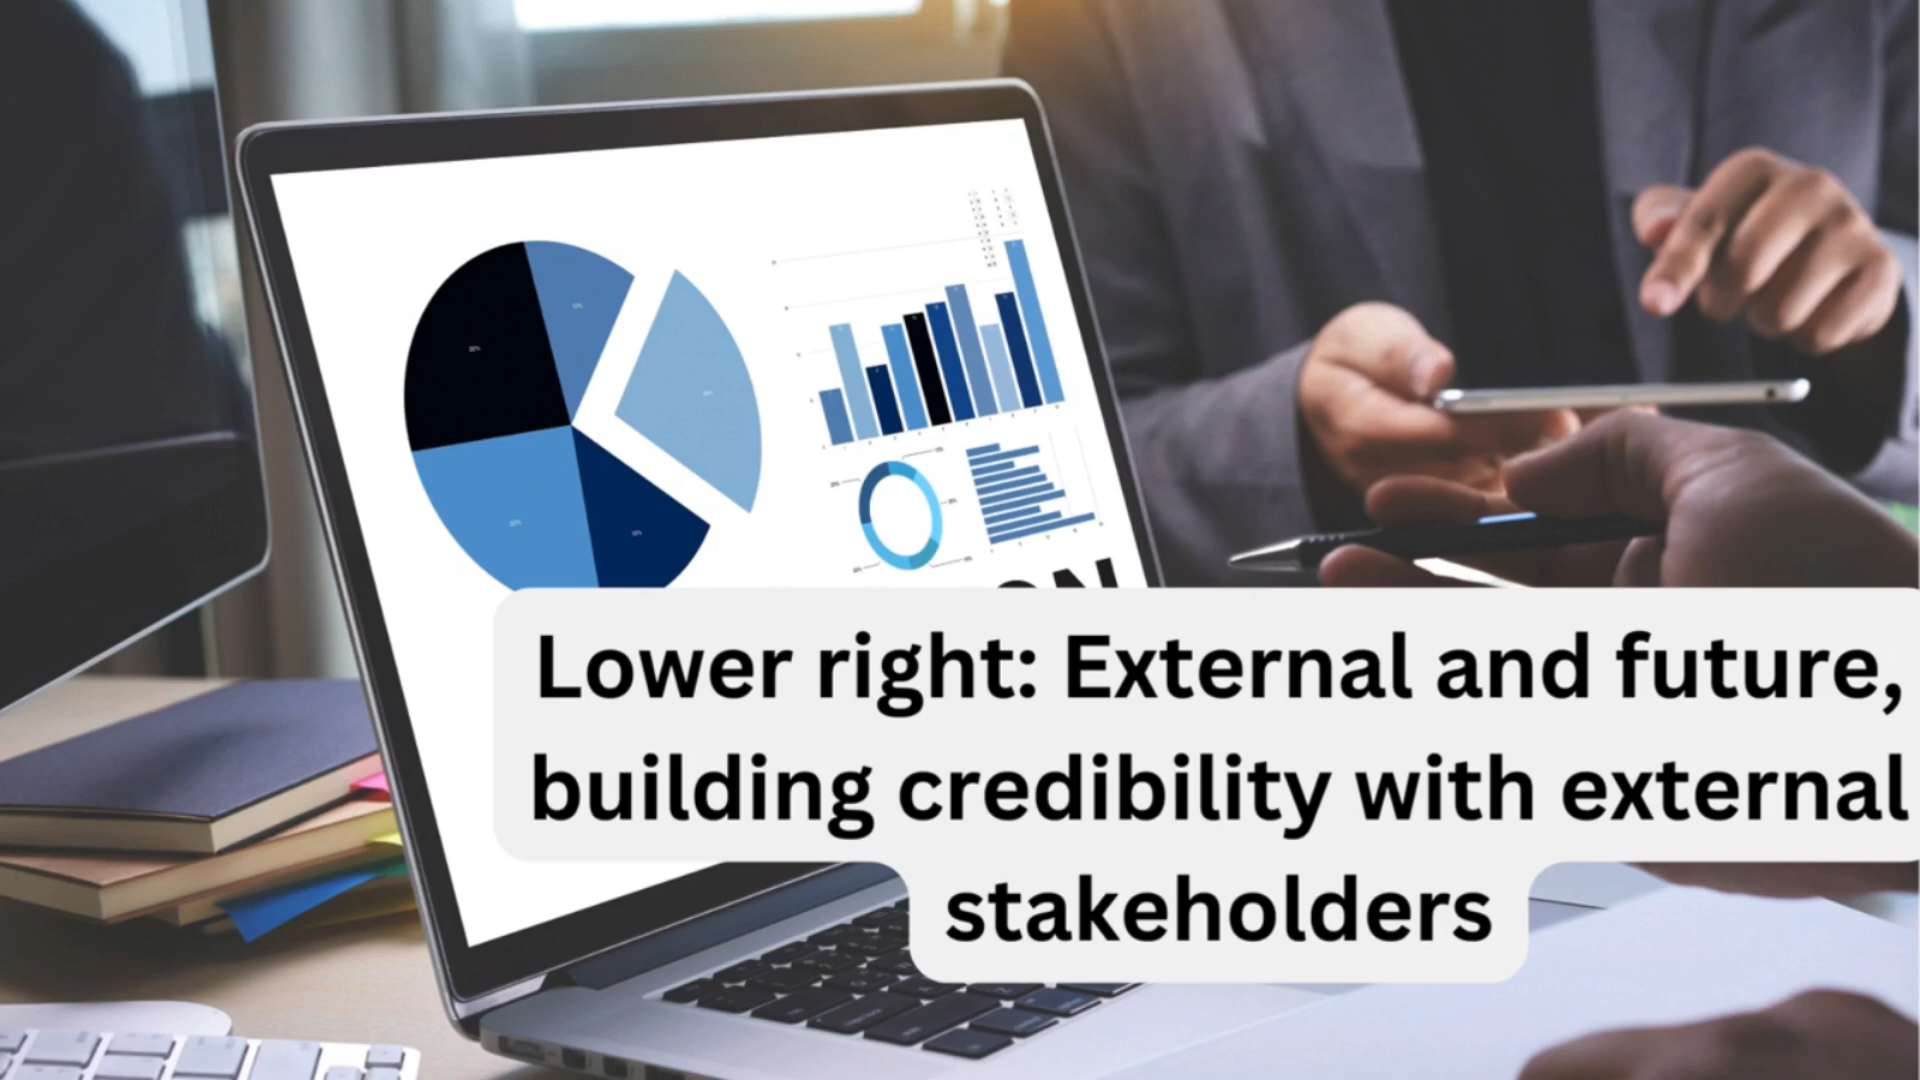 Lower right: External and future,
building credibility with external
stakeholders